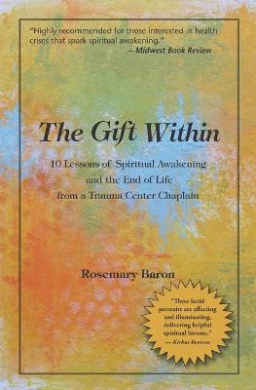 "Highly recommended for those interested in health
crises that spark spiritual awakening."
—Midwest Book Review
The Gift Within
10 Lessons of Spiritual Awakening
and the End of Life
from a Trauma Center Chaplain
Rosemary Baron
"These lucid
portraits are affecting
and illuminating,
delivering helpful
spiritual lessons."
— Kirkus Reviews